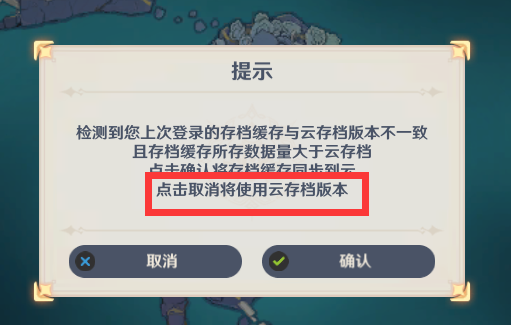 提示
检测到您上次登录的存档缓存与云存档版本不一致
且存档缓存所存数据量大于云存档
点击确认将存档缓存同步到云
点击取消将使用云存档版本
取消
确认